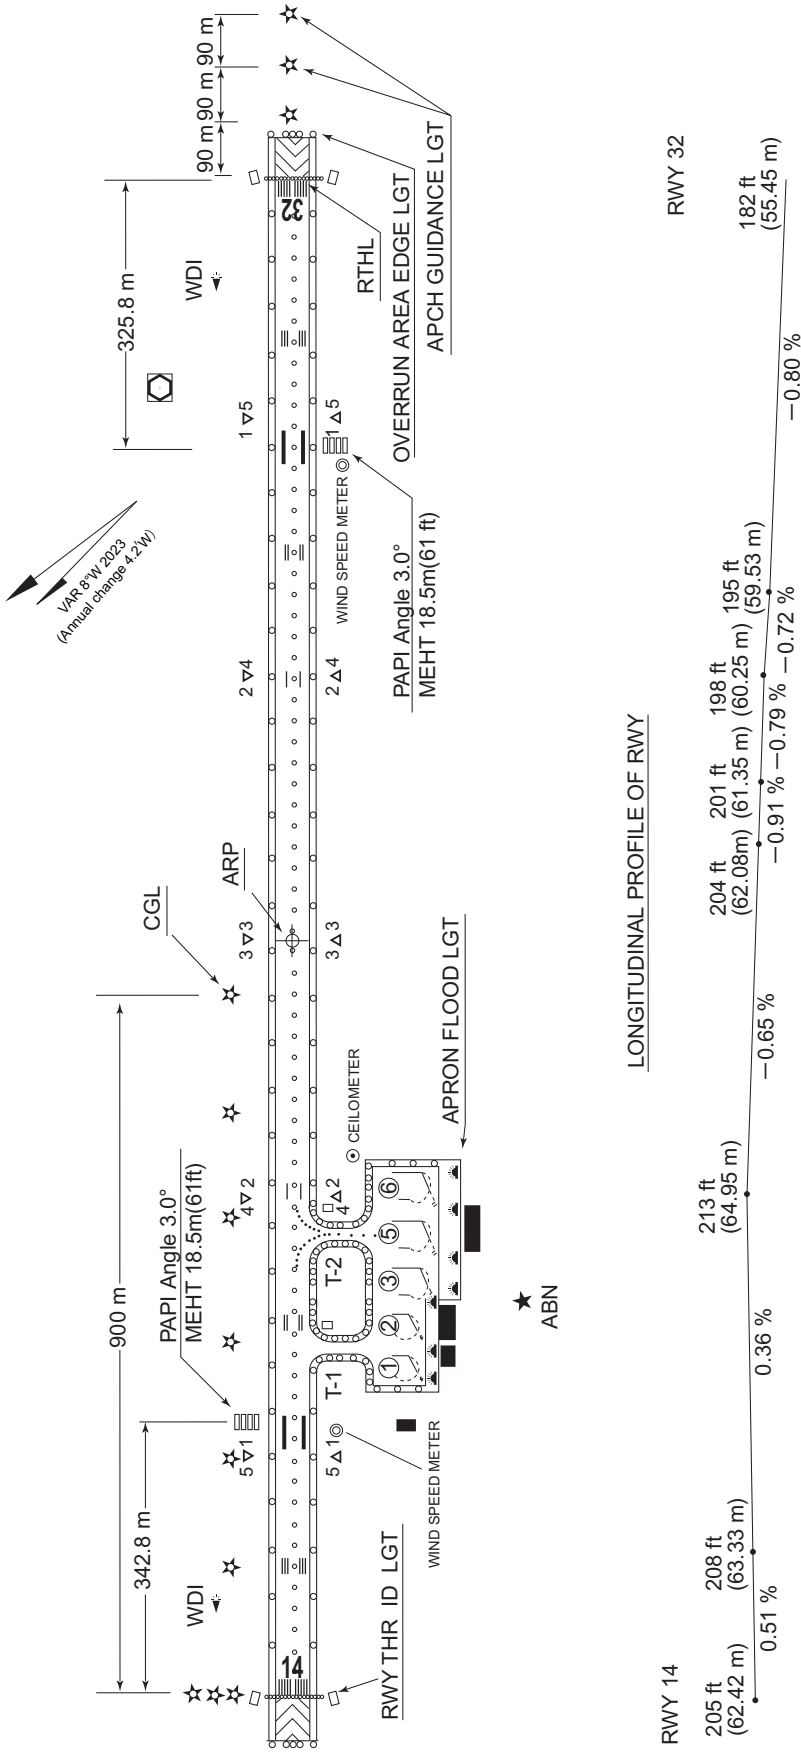 90 m
90 m
90 m
325.8 m
WDI
32
RTHL
OVERRUN AREA EDGE LGT
APCH GUIDANCE LGT
1 5
1 5
WIND SPEED METER
PAPI Angle 3.0°
MEHT 18.5m(61 ft)
VAR 8°W 2023
(Annual change 4.2'W)
2 4
2 4
ARP
CGL
3 3
3 3
CEILOMETER
APRON FLOOD LGT
900 m
PAPI Angle 3.0°
MEHT 18.5m(61ft)
4 2
4 2
T-2
T-1
6
5
3
2
1
ABN
342.8 m
5 1
5 1
WIND SPEED METER
WDI
14
RWY THR ID LGT
LONGITUDINAL PROFILE OF RWY
RWY 14
RWY 32
205 ft
(62.42 m)
0.51 %
208 ft
(63.33 m)
0.36 %
213 ft
(64.95 m)
－0.65 %
204 ft
(62.08m)
－0.91 %
201 ft
(61.35 m)
－0.79 %
198 ft
(60.25 m)
－0.72 %
195 ft
(59.53 m)
－0.80 %
182 ft
(55.45 m)